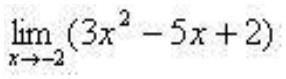 lim (3x² − 5x + 2)
x→−2